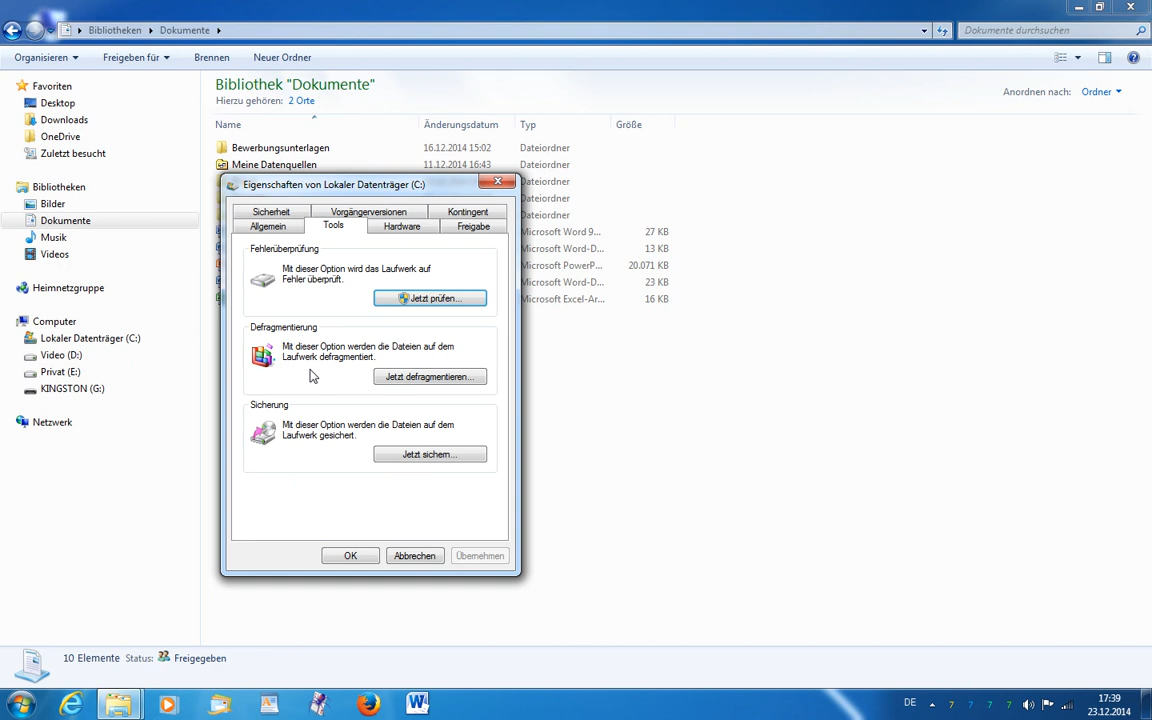 Bibliotheken
Dokumente
Dokumente durchsuchen
Organisieren
Freigeben für
Brennen
Neuer Ordner
Favoriten
Desktop
Downloads
OneDrive
Zuletzt besucht
Bibliotheken
Bilder
Dokumente
Musik
Videos
Heimnetzgruppe
Computer
Lokaler Datenträger (C:)
Video (D:)
Privat (E:)
KINGSTON (G:)
Netzwerk
Bibliothek "Dokumente"
Hierzu gehören: 2 Orte
Anordnen nach: Ordner
Name Änderungsdatum Typ Größe
Bewerbungsunterlagen 16.12.2014 15:02 Dateiordner
Meine Datenquellen 11.12.2014 16:43 Dateiordner
Dateiordner
Dateiordner
Dateiordner
Microsoft Word 9... 27 KB
Microsoft Word-D... 13 KB
Microsoft PowerP... 20.071 KB
Microsoft Word-D... 23 KB
Microsoft Excel-Ar... 16 KB
Eigenschaften von Lokaler Datenträger (C:)
Sicherheit Vorgängerversionen Kontingent
Allgemein Tools Hardware Freigabe
Fehlerüberprüfung
Mit dieser Option wird das Laufwerk auf
Fehler überprüft.
Jetzt prüfen...
Defragmentierung
Mit dieser Option werden die Dateien auf dem
Laufwerk defragmentiert.
Jetzt defragmentieren...
Sicherung
Mit dieser Option werden die Dateien auf dem
Laufwerk gesichert.
Jetzt sichern...
OK Abbrechen Übernehmen
10 Elemente Status: Freigegeben
DE
7 7 7 7
17:39
23.12.2014